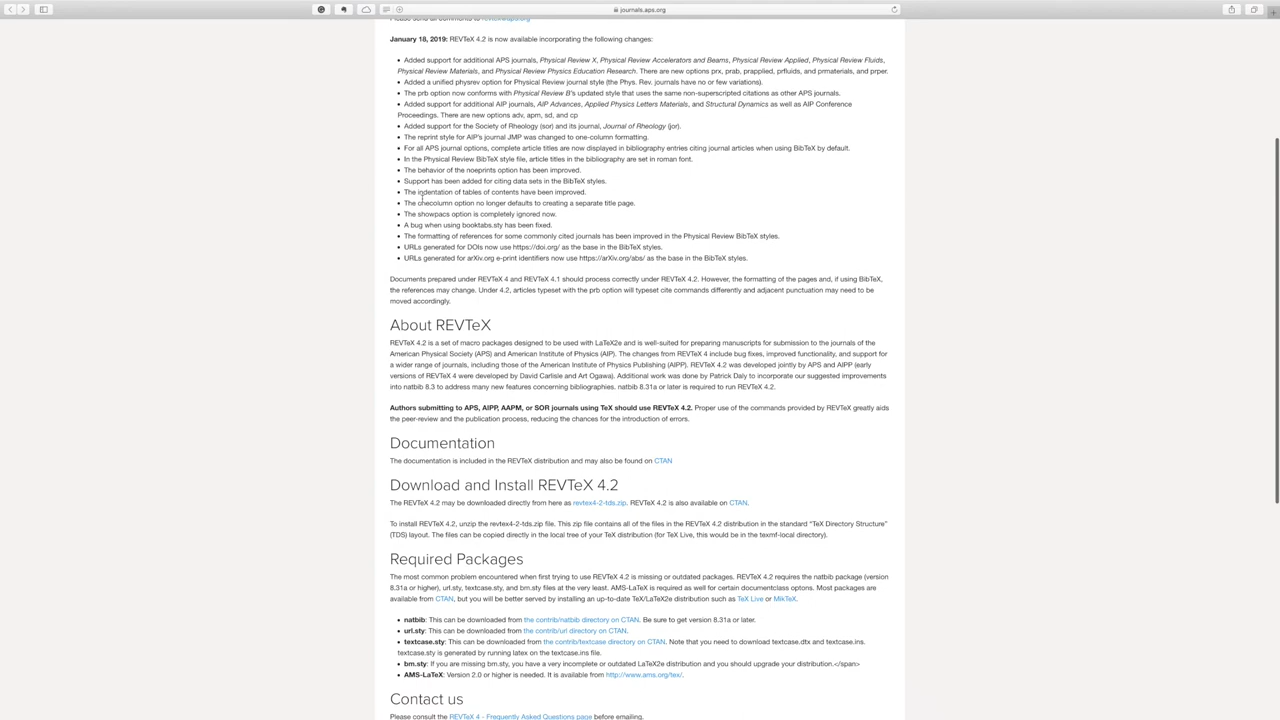 journals.aps.org
January 18, 2019: REVTeX 4.2 is now available incorporating the following changes:
• Added support for additional APS journals, Physical Review X, Physical Review Accelerators and Beams, Physical Review Applied, Physical Review Fluids,
Physical Review Materials, and Physical Review Physics Education Research. There are new options prx, prab, prapplied, prfluids, and prmaterials, and prper.
• Added a unified physrev option for Physical Review journal style (the Phys. Rev. journals have no or few variations).
• The prb option now conforms with Physical Review B's updated style that uses the same non-superscripted citations as other APS journals.
• Added support for additional AIP journals, AIP Advances, Applied Physics Letters Materials, and Structural Dynamics as well as AIP Conference
Proceedings. There are new options adv, apm, sd, and cp
• Added support for the Society of Rheology (sor) and its journal, Journal of Rheology (jor).
• The reprint style for AIP's journal JMP was changed to one-column formatting.
• For all APS journal options, complete article titles are now displayed in bibliography entries citing journal articles when using BibTeX by default.
• In the Physical Review BibTeX style file, article titles in the bibliography are set in roman font.
• The behavior of the noeprints option has been improved.
• Support has been added for citing data sets in the BibTeX styles.
• The indentation of tables of contents have been improved.
• The onecolumn option no longer defaults to creating a separate title page.
• The showpacs option is completely ignored now.
• A bug when using booktabs.sty has been fixed.
• The formatting of references for some commonly cited journals has been improved in the Physical Review BibTeX styles.
• URLs generated for DOIs now use https://doi.org/ as the base in the BibTeX styles.
• URLs generated for arXiv.org e-print identifiers now use https://arXiv.org/abs/ as the base in the BibTeX styles.
Documents prepared under REVTeX 4 and REVTeX 4.1 should process correctly under REVTeX 4.2. However, the formatting of the pages and, if using BibTeX,
the references may change. Under 4.2, articles typeset with the prb option will typeset cite commands differently and adjacent punctuation may need to be
moved accordingly.
About REVTeX
REVTeX 4.2 is a set of macro packages designed to be used with LaTeX2e and is well-suited for preparing manuscripts for submission to the journals of the
American Physical Society (APS) and American Institute of Physics (AIP). The changes from REVTeX 4 include bug fixes, improved functionality, and support for
a wider range of journals, including those of the American Institute of Physics Publishing (AIPP). REVTeX 4.2 was developed jointly by APS and AIPP (early
versions of REVTeX 4 were developed by David Carlisle and Art Ogawa). Additional work was done by Patrick Daly to incorporate our suggested improvements
into natbib 8.3 to address many new features concerning bibliographies. natbib 8.31a or later is required to run REVTeX 4.2.
Authors submitting to APS, AIPP, AAPM, or SOR journals using TeX should use REVTeX 4.2. Proper use of the commands provided by REVTeX greatly aids
the peer-review and the publication process, reducing the chances for the introduction of errors.
Documentation
The documentation is included in the REVTeX distribution and may also be found on CTAN
Download and Install REVTeX 4.2
The REVTeX 4.2 may be downloaded directly from here as revtex4-2-tds.zip. REVTeX 4.2 is also available on CTAN.
To install REVTeX 4.2, unzip the revtex4-2-tds.zip file. This zip file contains all of the files in the REVTeX 4.2 distribution in the standard "TeX Directory Structure"
(TDS) layout. The files can be copied directly in the local tree of your TeX distribution (for TeX Live, this would be in the texmf-local directory).
Required Packages
The most common problem encountered when first trying to use REVTeX 4.2 is missing or outdated packages. REVTeX 4.2 requires the natbib package (version
8.31a or higher), url.sty, textcase.sty, and bm.sty files at the very least. AMS-LaTeX is required as well for certain documentclass optons. Most packages are
available from CTAN, but you will be better served by installing an up-to-date TeX/LaTeX2e distribution such as TeX Live or MikTeX.
• natbib: This can be downloaded from the contrib/natbib directory on CTAN. Be sure to get version 8.31a or later.
• url.sty: This can be downloaded from the contrib/url directory on CTAN.
• textcase.sty: This can be downloaded from the contrib/textcase directory on CTAN. Note that you need to download textcase.dtx and textcase.ins.
textcase.sty is generated by running latex on the textcase.ins file.
• bm.sty: If you are missing bm.sty, you have a very incomplete or outdated LaTeX2e distribution and you should upgrade your distribution.</span>
• AMS-LaTeX: Version 2.0 or higher is needed. It is available from http://www.ams.org/tex/.
Contact us
Please consult the REVTeX 4 - Frequently Asked Questions page before emailing.